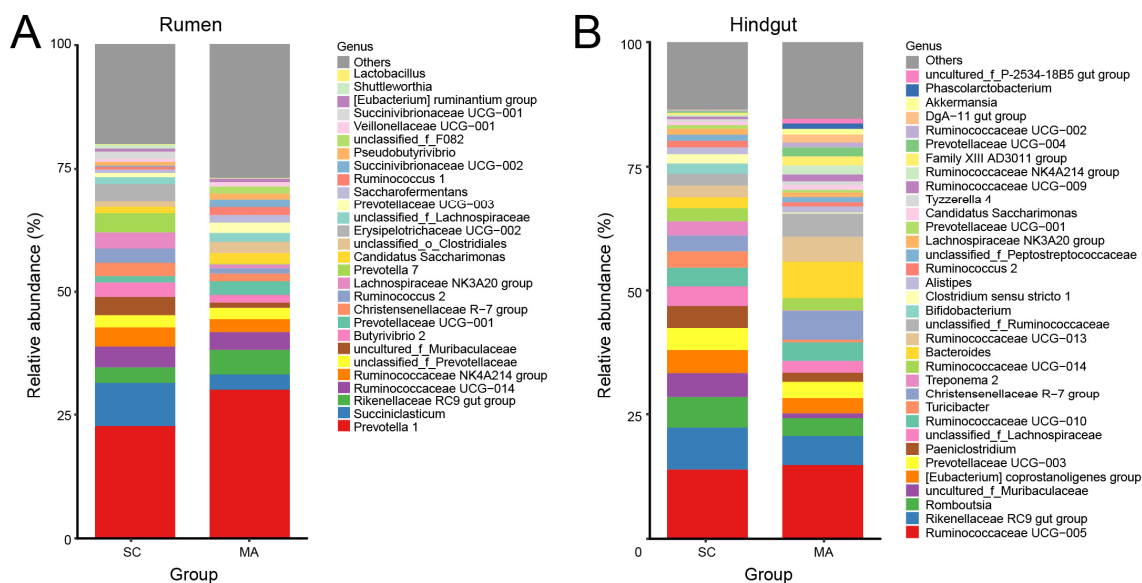 A
Rumen
100
75
50
25
0
Relative abundance (%)
SC
MA
Group
Genus
Others
Lactobacillus
Shuttleworthia
[Eubacterium] ruminantium group
Succinivibrionaceae UCG-001
Veillonellaceae UCG-001
unclassified_f_F082
Pseudobutyrivibrio
Succinivibrionaceae UCG-002
Ruminococcus 1
Saccharofermentans
Prevotellaceae UCG-003
unclassified_f_Lachnospiraceae
Erysipelotrichaceae UCG-002
unclassified_o_Clostridiales
Candidatus Saccharimonas
Prevotella 7
Lachnospiraceae NK3A20 group
Ruminococcus 2
Christensenellaceae R-7 group
Prevotellaceae UCG-001
Butyrivibrio 2
uncultured_f_Muribaculaceae
unclassified_f_Prevotellaceae
Ruminococcaceae NK4A214 group
Ruminococcaceae UCG-014
Rikenellaceae RC9 gut group
Succiniclasticum
Prevotella 1
B
Hindgut
100
75
50
25
0
Relative abundance (%)
SC
MA
Group
Genus
Others
uncultured_f_P-2534-18B5 gut group
Phascolarctobacterium
Akkermansia
DgA-11 gut group
Ruminococcaceae UCG-002
Prevotellaceae UCG-004
Family XIII AD3011 group
Ruminococcaceae NK4A214 group
Ruminococcaceae UCG-009
Tyzzerella 4
Candidatus Saccharimonas
Prevotellaceae UCG-001
Lachnospiraceae NK3A20 group
unclassified_f_Peptostreptococcaceae
Ruminococcus 2
Alistipes
Clostridium sensu stricto 1
Bifidobacterium
unclassified_f_Ruminococcaceae
Ruminococcaceae UCG-013
Bacteroides
Ruminococcaceae UCG-014
Treponema 2
Christensenellaceae R-7 group
Turicibacter
Ruminococcaceae UCG-010
unclassified_f_Lachnospiraceae
Paeniclostridium
Prevotellaceae UCG-003
[Eubacterium] coprostanoligenes group
uncultured_f_Muribaculaceae
Romboutsia
Rikenellaceae RC9 gut group
Ruminococcaceae UCG-005